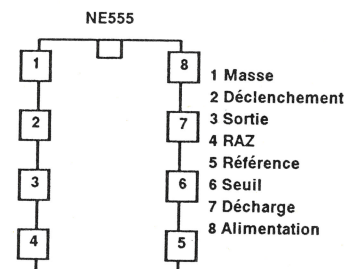 NE555
1
8
2
7
3
6
4
5
1 Masse
2 Déclenchement
3 Sortie
4 RAZ
5 Référence
6 Seuil
7 Décharge
8 Alimentation